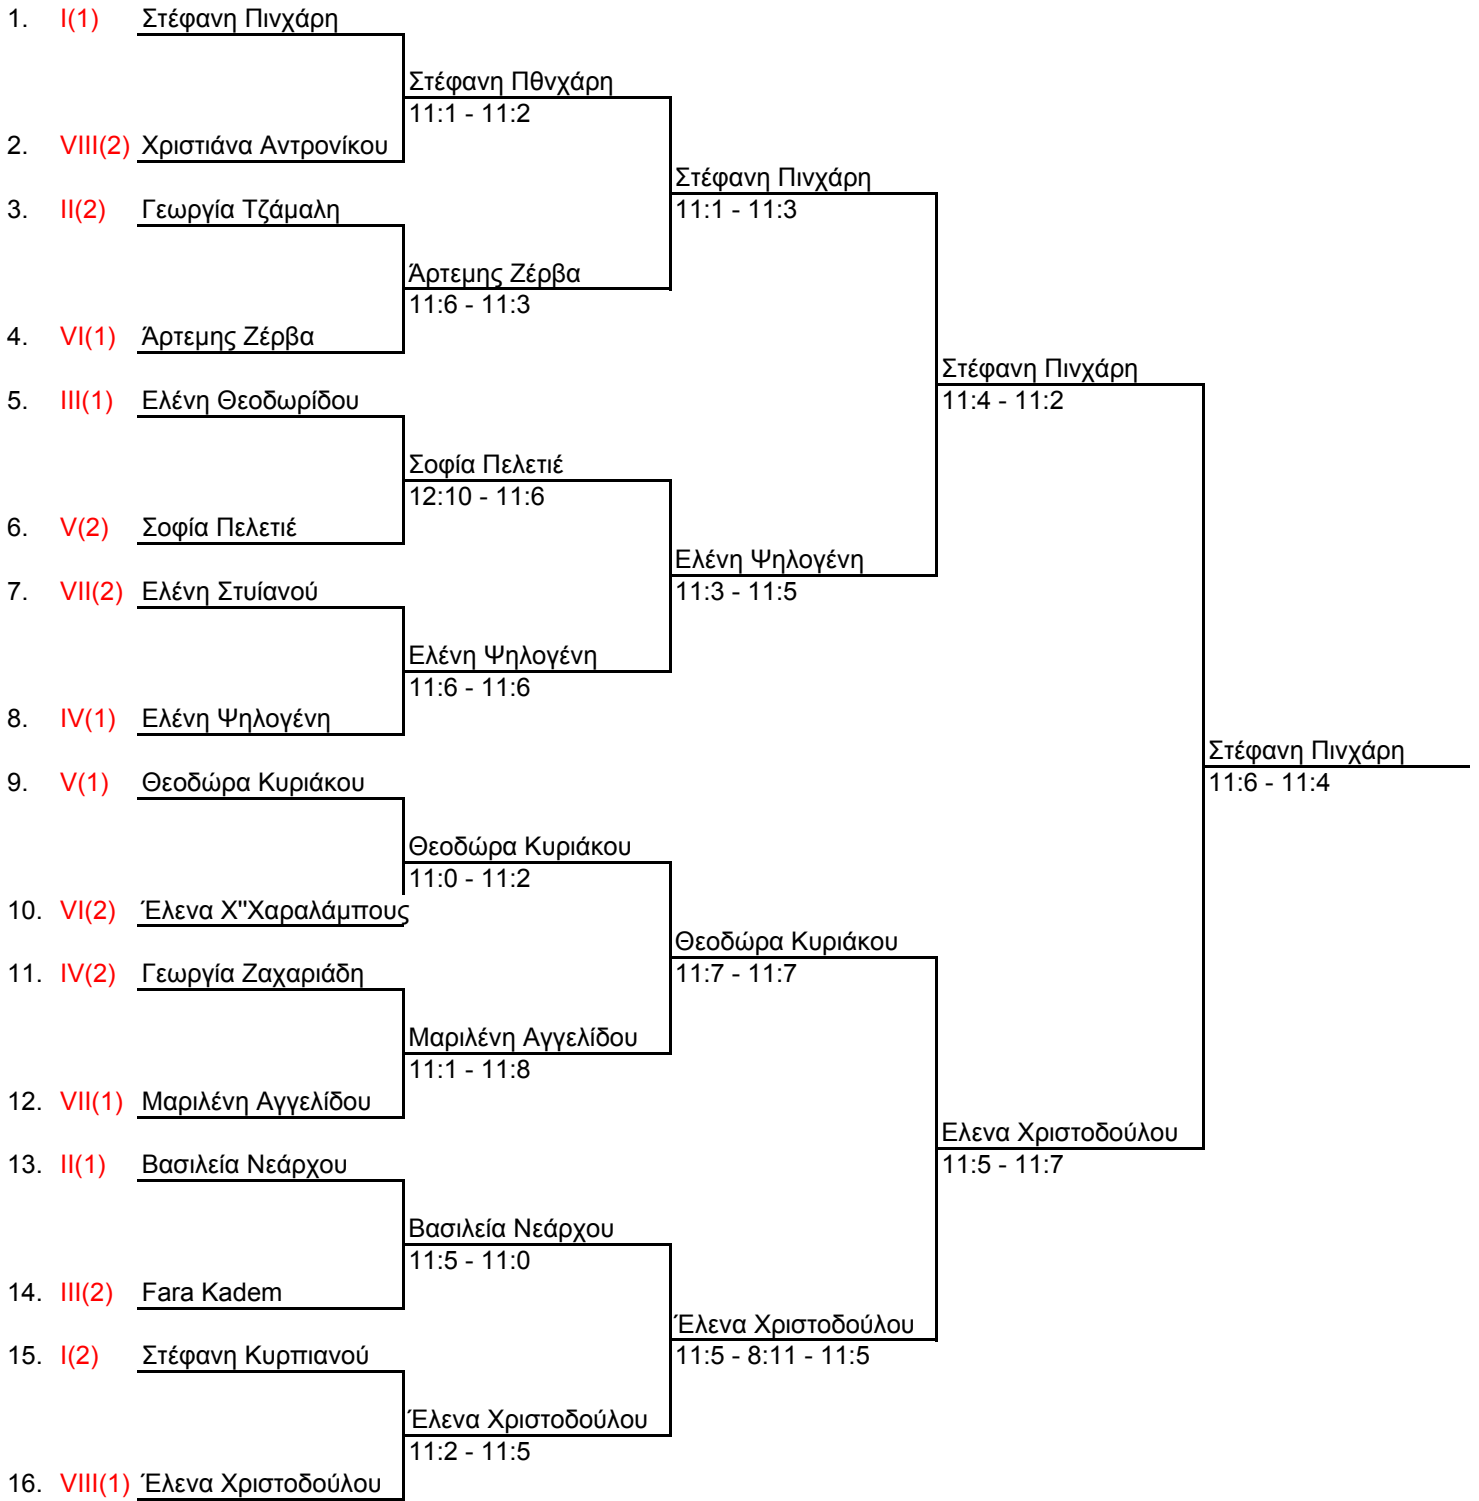 1. I(1) Στέφανη Πινχάρη
Στέφανη Πθνχάρη
11:1 - 11:2
2. VIII(2) Χριστιάνα Αντρονίκου
Στέφανη Πινχάρη
3. II(2) Γεωργία Τζάμαλη
11:1 - 11:3
Άρτεμης Ζέρβα
11:6 - 11:3
4. VI(1) Άρτεμης Ζέρβα
Στέφανη Πινχάρη
5. III(1) Ελένη Θεοδωρίδου
11:4 - 11:2
Σοφία Πελετιέ
12:10 - 11:6
6. V(2) Σοφία Πελετιέ
Ελένη Ψηλογένη
7. VII(2) Ελένη Στυίανού
11:3 - 11:5
Ελένη Ψηλογένη
11:6 - 11:6
8. IV(1) Ελένη Ψηλογένη
Στέφανη Πινχάρη
9. V(1) Θεοδώρα Κυριάκου
11:6 - 11:4
Θεοδώρα Κυριάκου
11:0 - 11:2
10. VI(2) Έλενα Χ"Χαραλάμπους
Θεοδώρα Κυριάκου
11. IV(2) Γεωργία Ζαχαριάδη
11:7 - 11:7
Μαριλένη Αγγελίδου
11:1 - 11:8
12. VII(1) Μαριλένη Αγγελίδου
Ελενα Χριστοδούλου
13. II(1) Βασιλεία Νεάρχου
11:5 - 11:7
Βασιλεία Νεάρχου
11:5 - 11:0
14. III(2) Fara Kadem
Έλενα Χριστοδούλου
15. I(2) Στέφανη Κυρπιανού
11:5 - 8:11 - 11:5
Έλενα Χριστοδούλου
11:2 - 11:5
16. VIII(1) Έλενα Χριστοδούλου